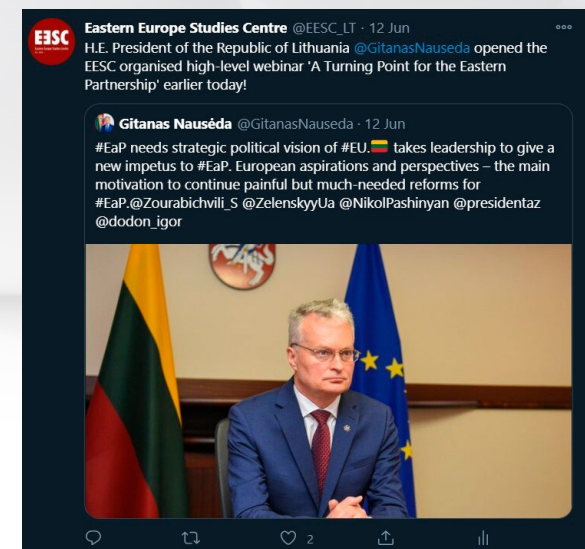 EESC
Eastern Europe Studies Centre @EESC_LT · 12 Jun
H.E. President of the Republic of Lithuania @GitanasNauseda opened the
EESC organised high-level webinar 'A Turning Point for the Eastern
Partnership' earlier today!
Gitanas Nausėda @GitanasNauseda · 12 Jun
#EaP needs strategic political vision of #EU.🇱🇹 takes leadership to give a
new impetus to #EaP. European aspirations and perspectives – the main
motivation to continue painful but much-needed reforms for
#EaP.@Zourabichvili_S @ZelenskyyUa @NikolPashinyan @presidentaz
@dodon_igor
2